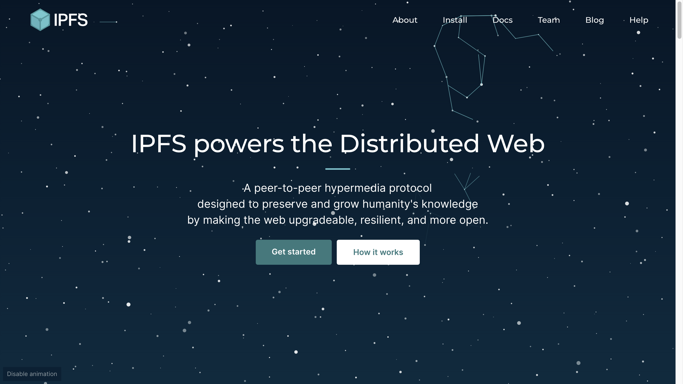 IPFS
About
Install
Docs
Team
Blog
Help
IPFS powers the Distributed Web
A peer-to-peer hypermedia protocol
designed to preserve and grow humanity's knowledge
by making the web upgradeable, resilient, and more open.
Get started
How it works
Disable animation